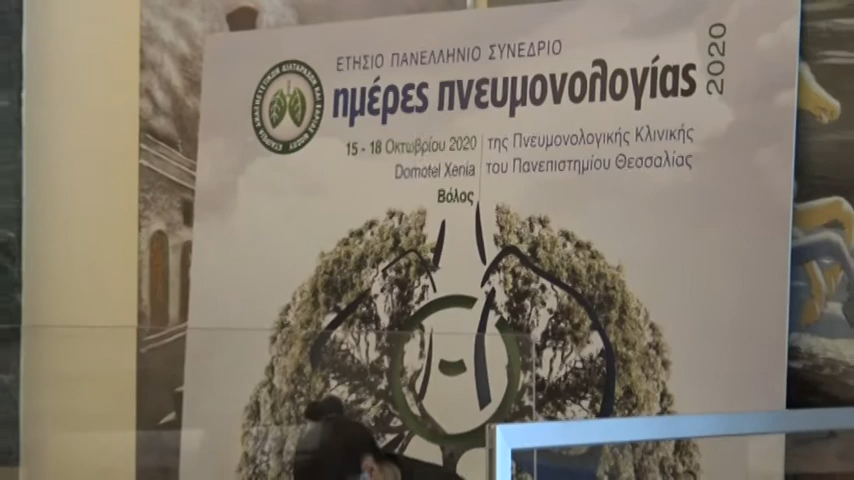 ΕΤΗΣΙΟ ΠΑΝΕΛΛΗΝΙΟ ΣΥΝΕΔΡΙΟ
ημέρες πνευμονολογίας 2020
15 - 18 Οκτωβρίου 2020
Domotel Xenia
Βόλος
της Πνευμονολογικής Κλινικής
του Πανεπιστημίου Θεσσαλίας